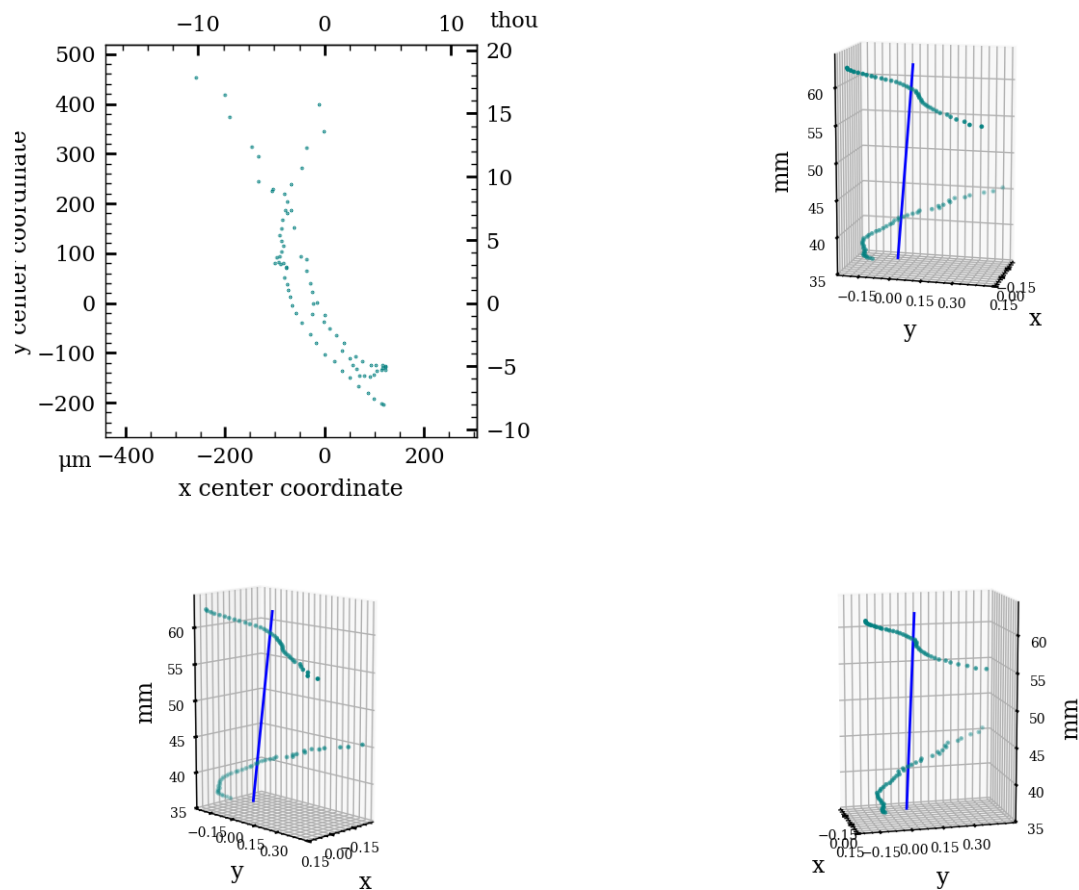 −10 0 10 thou
500 400 300 200 100 0 −100 −200
20 15 10 5 0 −5 −10
y center coordinate
μm −400 −200 0 200
x center coordinate
60 55 50 45 40 35
mm
−0.15 0.00 0.15 0.30
y
−0.15 0.00 0.15
x
60 55 50 45 40 35
mm
−0.15 0.00 0.15 0.30
y
0.15 0.00 −0.15
x
60 55 50 45 40 35
mm
−0.15 0.00 0.15
x
−0.15 0.00 0.15 0.30
y